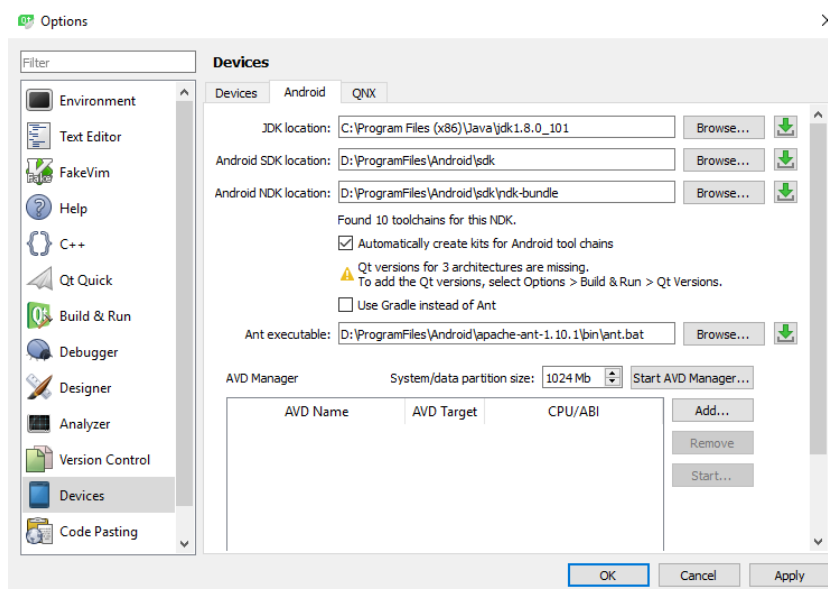 Options
Filter
Environment
Text Editor
FakeVim
Help
C++
Qt Quick
Build & Run
Debugger
Designer
Analyzer
Version Control
Devices
Code Pasting
Devices
Devices Android QNX
JDK location: C:\Program Files (x86)\Java\jdk1.8.0_101 Browse...
Android SDK location: D:\ProgramFiles\Android\sdk Browse...
Android NDK location: D:\ProgramFiles\Android\sdk\ndk-bundle Browse...
Found 10 toolchains for this NDK.
Automatically create kits for Android tool chains
Qt versions for 3 architectures are missing.
To add the Qt versions, select Options > Build & Run > Qt Versions.
Use Gradle instead of Ant
Ant executable: D:\ProgramFiles\Android\apache-ant-1.10.1\bin\ant.bat Browse...
AVD Manager System/data partition size: 1024 Mb Start AVD Manager...
AVD Name AVD Target CPU/ABI Add...
Remove
Start...
OK Cancel Apply